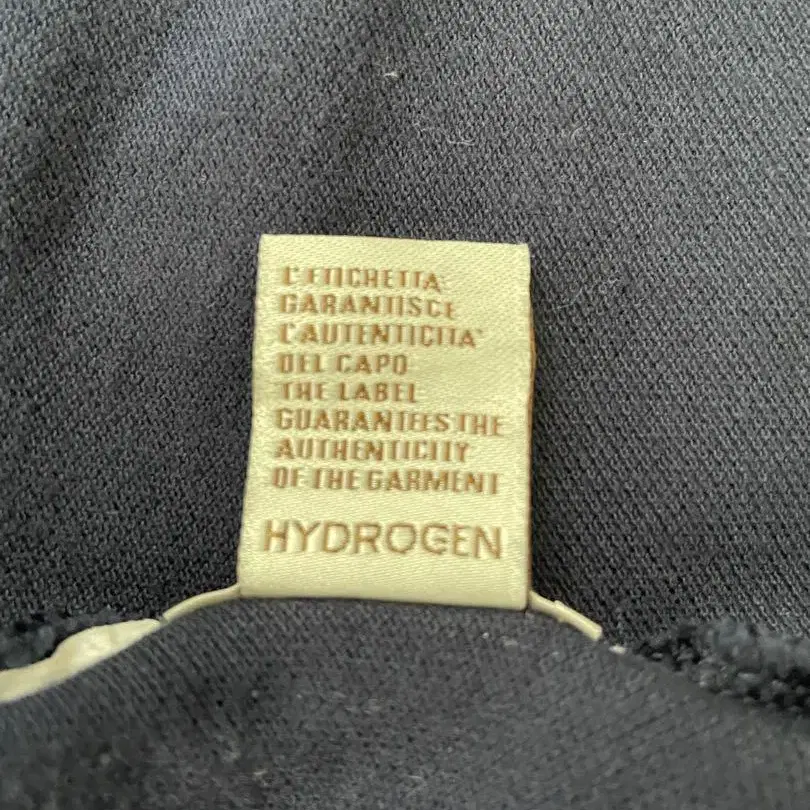 L'ETICHETTA
GARANTISCE
L'AUTENTICITA'
DEL CAPO
THE LABEL
GUARANTEES THE
AUTHENTICITY
OF THE GARMENT
HYDROGEN